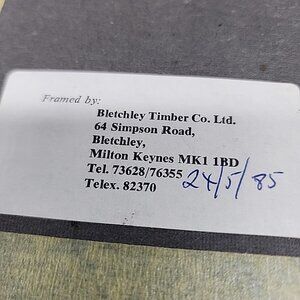 Framed by:
Bletchley Timber Co. Ltd.
64 Simpson Road,
Bletchley,
Milton Keynes MK1 1BD
Tel. 73628/76355
Telex. 82370
24/5/85